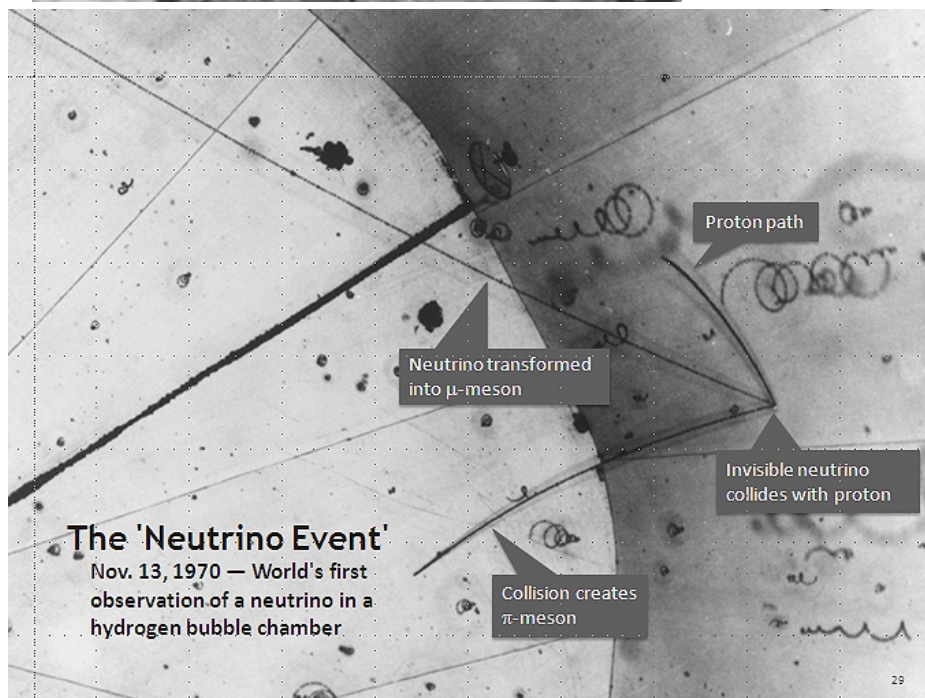 Proton path
Neutrino transformed
into μ-meson
Invisible neutrino
collides with proton
The 'Neutrino Event'
Nov. 13, 1970 — World's first
observation of a neutrino in a
hydrogen bubble chamber
Collision creates
π-meson
29